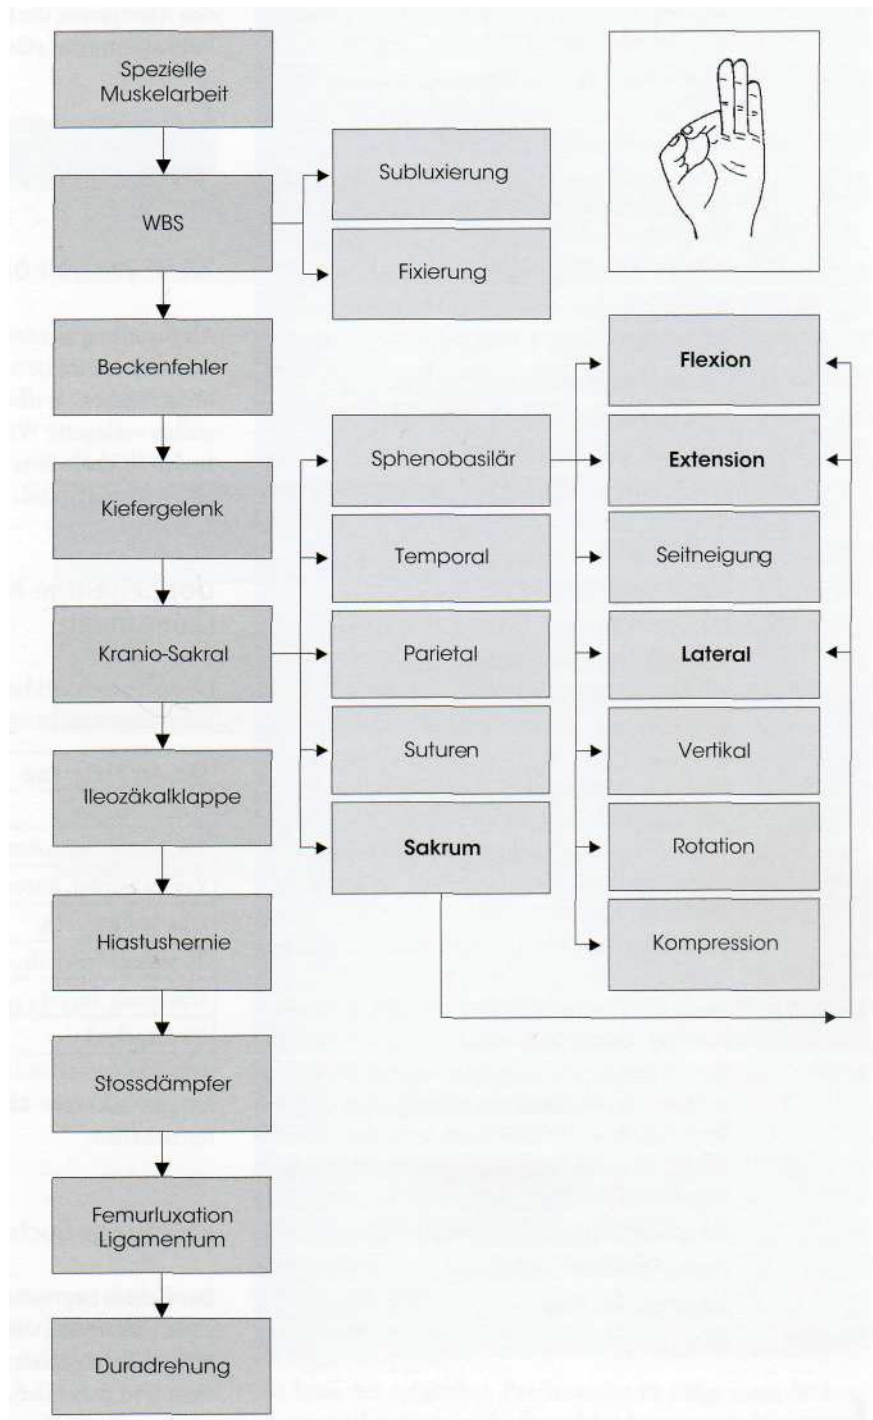 Spezielle
Muskelarbeit
WBS
Subluxierung
Fixierung
Beckenfehler
Kiefergelenk
Kranio-Sakral
Sphenobasilär
Temporal
Parietal
Suturen
Sakrum
Flexion
Extension
Seitneigung
Lateral
Vertikal
Rotation
Kompression
Ileozäkalklappe
Hiastushernie
Stossdämpfer
Femurluxation
Ligamentum
Duradrehung